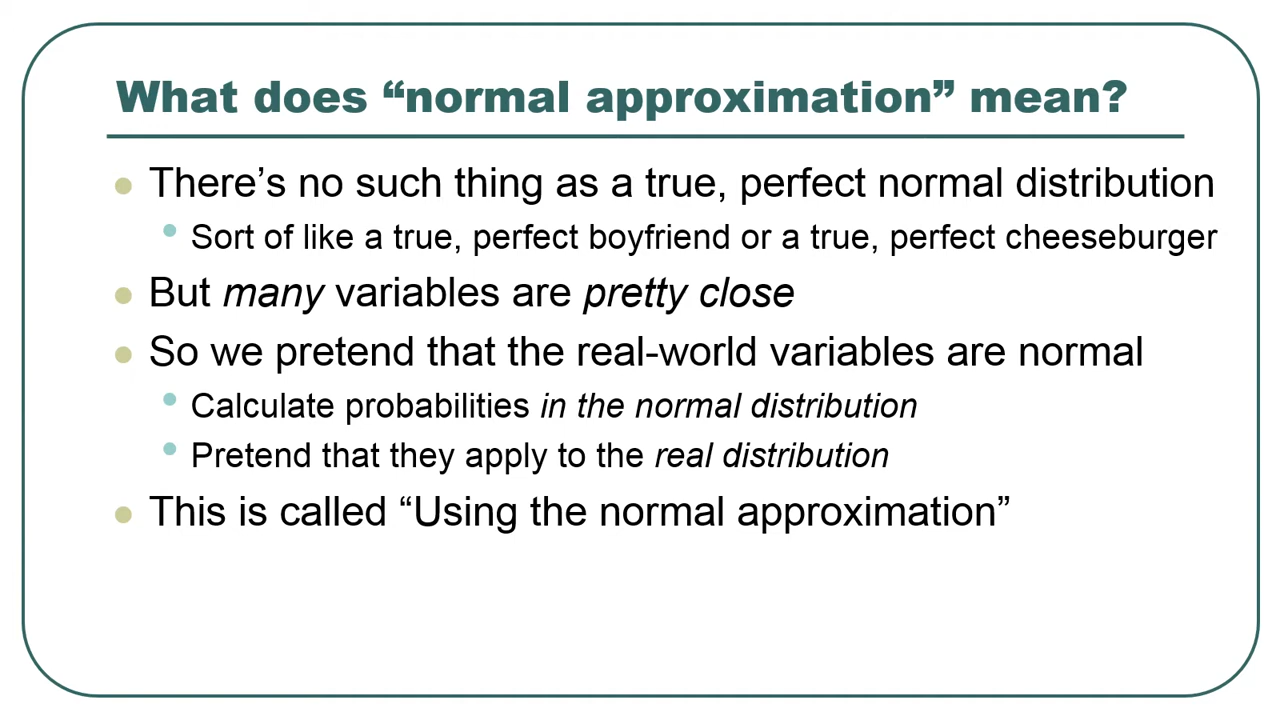 What does “normal approximation” mean?
There’s no such thing as a true, perfect normal distribution
Sort of like a true, perfect boyfriend or a true, perfect cheeseburger
But many variables are pretty close
So we pretend that the real-world variables are normal
Calculate probabilities in the normal distribution
Pretend that they apply to the real distribution
This is called “Using the normal approximation”